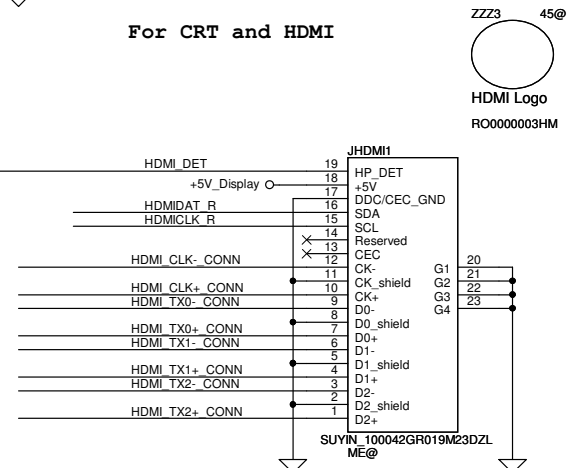 For CRT and HDMI
ZZZ3 45@
HDMI Logo
RO0000003HM
JHDMI1
HDMI_DET 19 HP_DET
+5V_Display 18 +5V
17 DDC/CEC_GND
HDMIDAT_R 16 SDA
HDMICLK_R 15 SCL
14 Reserved
13 CEC
HDMI_CLK-_CONN 12 CK- G1 20
11 CK_shield G2 21
HDMI_CLK+_CONN 10 CK+ G3 22
HDMI_TX0-_CONN 9 D0- G4 23
8 D0_shield
HDMI_TX0+_CONN 7 D0+
HDMI_TX1-_CONN 6 D1-
5 D1_shield
HDMI_TX1+_CONN 4 D1+
HDMI_TX2-_CONN 3 D2-
2 D2_shield
HDMI_TX2+_CONN 1 D2+
SUYIN_100042GR019M23DZL
ME@